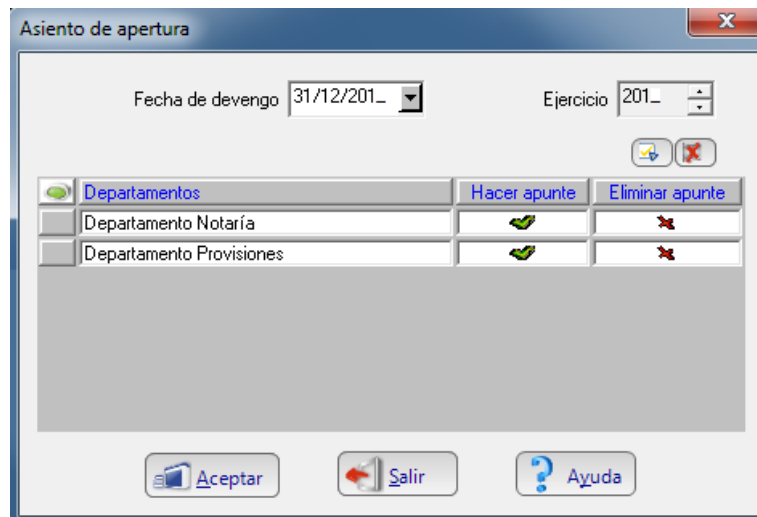 Asiento de apertura
Fecha de devengo 31/12/201_ Ejercicio 201_
Departamentos Hacer apunte Eliminar apunte
Departamento Notaría
Departamento Provisiones
Aceptar Salir Ayuda